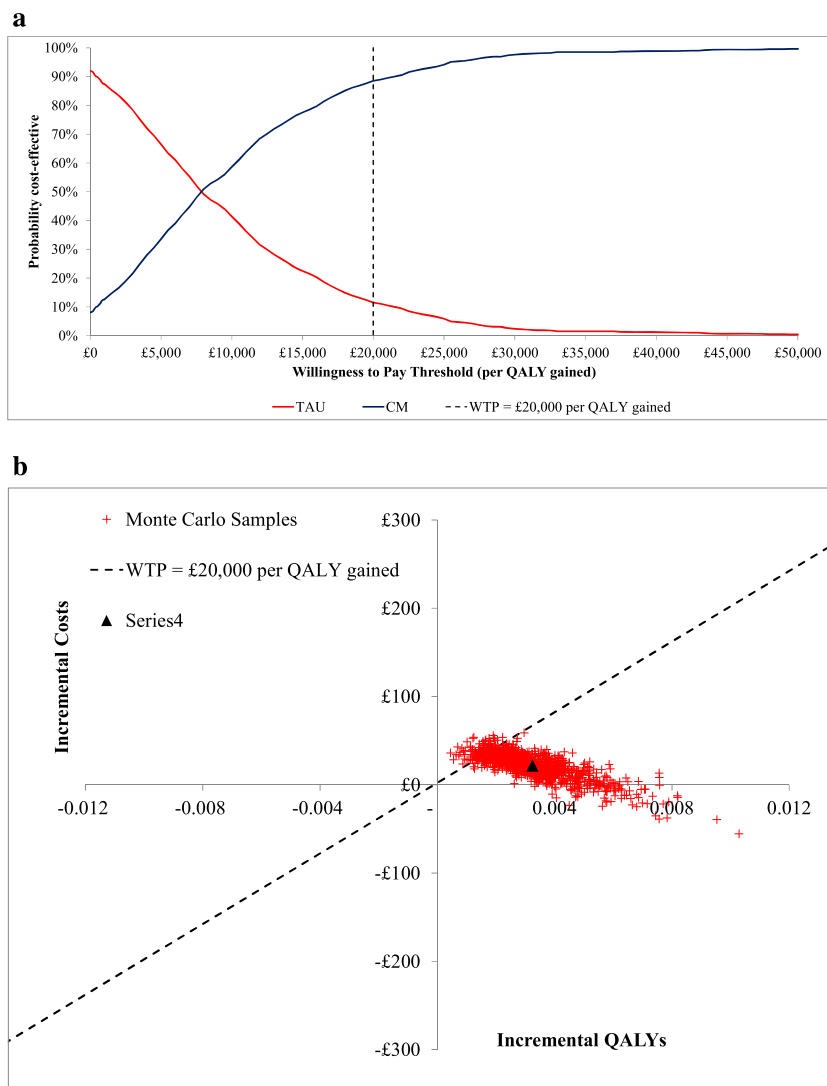 a
100%
90%
80%
70%
60%
50%
40%
30%
20%
10%
0%
Probability cost-effective
£0 £5,000 £10,000 £15,000 £20,000 £25,000 £30,000 £35,000 £40,000 £45,000 £50,000
Willingness to Pay Threshold (per QALY gained)
TAU CM WTP = £20,000 per QALY gained
b
Monte Carlo Samples
WTP = £20,000 per QALY gained
Series4
Incremental Costs
£300
£200
£100
£0
-0.012 -0.008 -0.004 - 0.004 0.008 0.012
-£100
-£200
-£300
Incremental QALYs